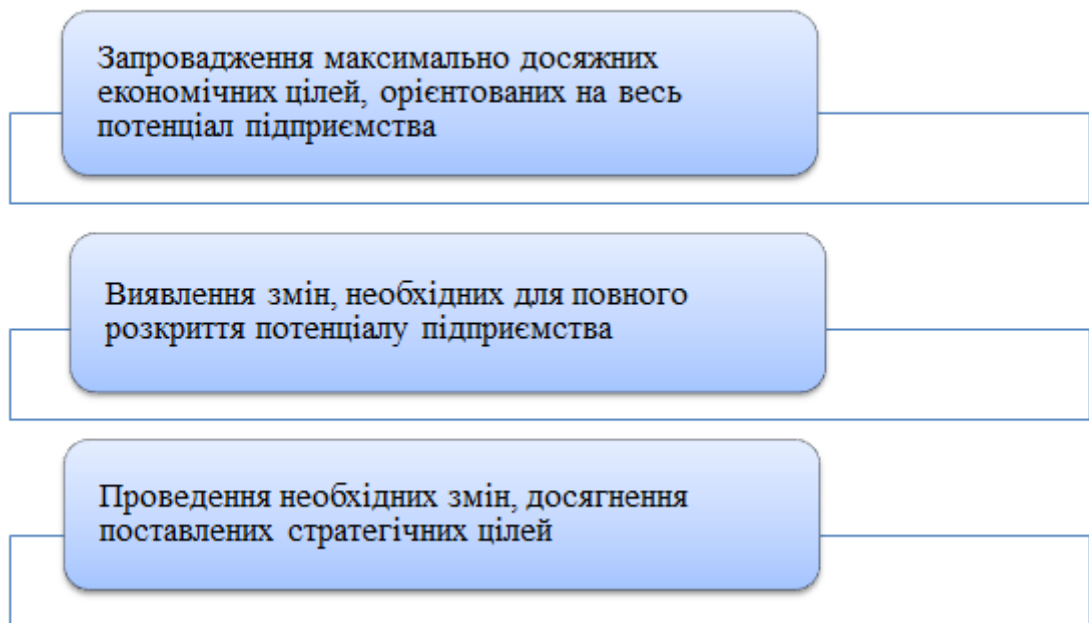 Запровадження максимально досяжних
економічних цілей, орієнтованих на весь
потенціал підприємства
Виявлення змін, необхідних для повного
розкриття потенціалу підприємства
Проведення необхідних змін, досягнення
поставлених стратегічних цілей